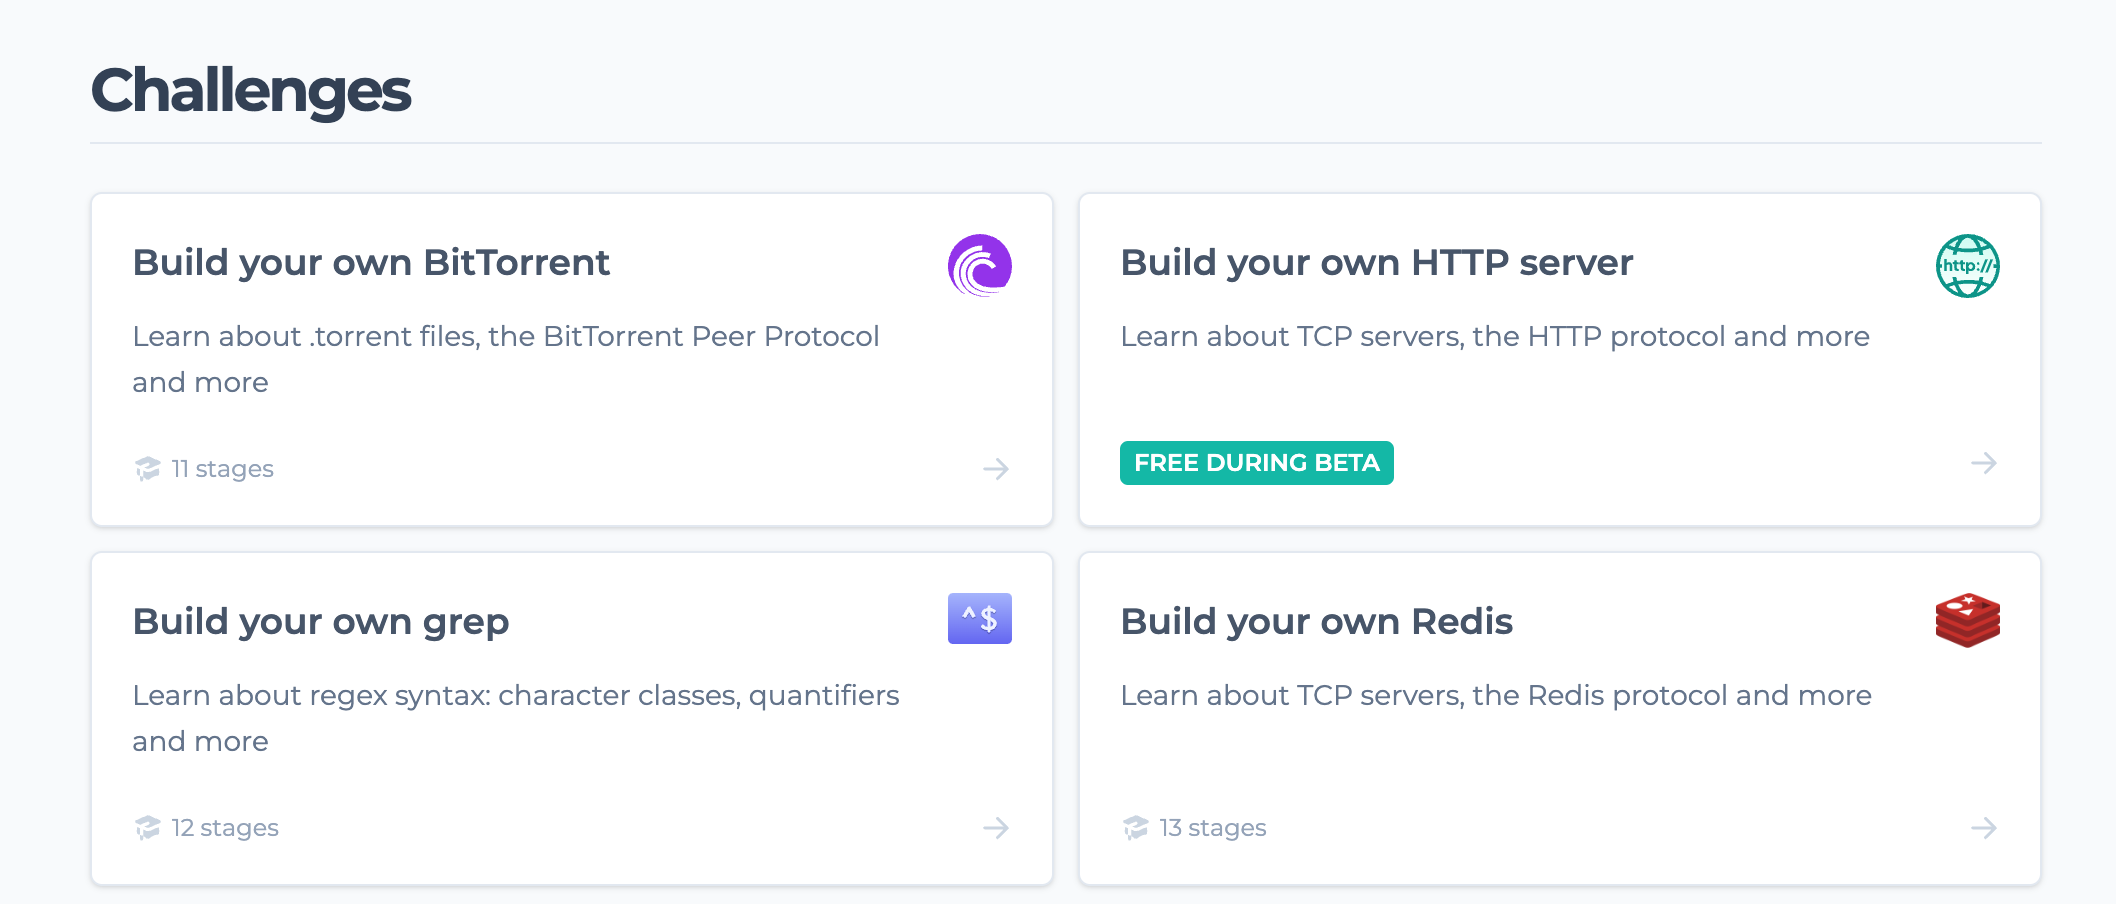 Challenges
Build your own BitTorrent
Learn about .torrent files, the BitTorrent Peer Protocol
and more
11 stages
Build your own HTTP server
http://
Learn about TCP servers, the HTTP protocol and more
FREE DURING BETA
Build your own grep
^$
Learn about regex syntax: character classes, quantifiers
and more
12 stages
Build your own Redis
Learn about TCP servers, the Redis protocol and more
13 stages